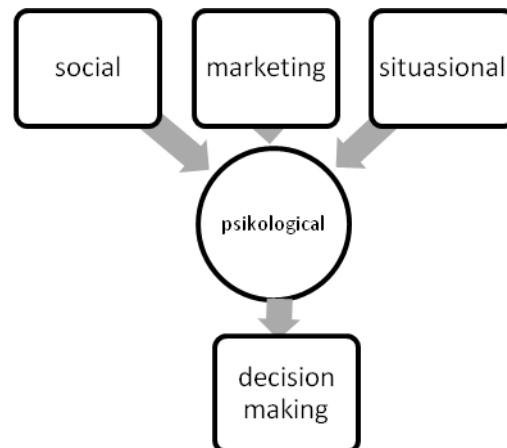 social
marketing
situasional
psikological
decision
making